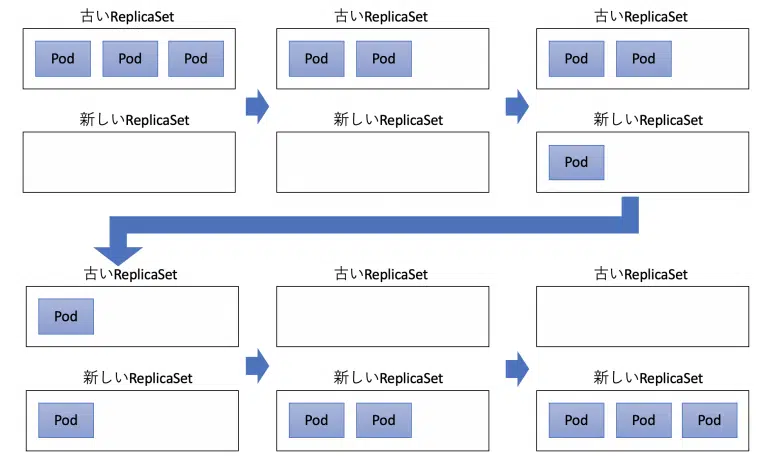 古いReplicaSet
Pod Pod Pod
新しいReplicaSet
古いReplicaSet
Pod Pod
新しいReplicaSet
古いReplicaSet
Pod Pod
新しいReplicaSet
Pod
古いReplicaSet
Pod
新しいReplicaSet
Pod
古いReplicaSet
新しいReplicaSet
Pod Pod
古いReplicaSet
新しいReplicaSet
Pod Pod Pod